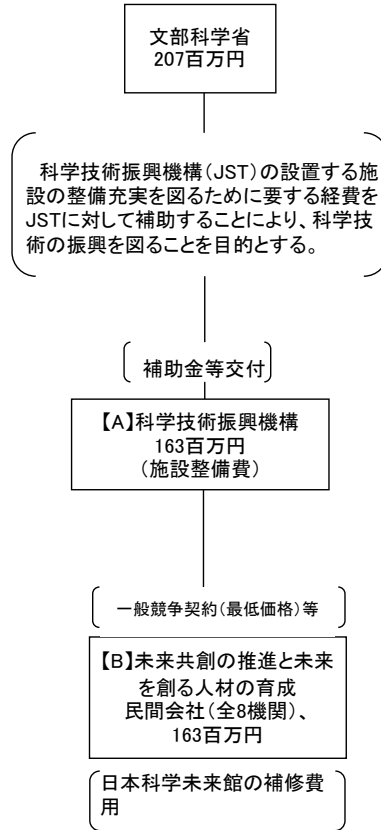 文部科学省
207百万円
科学技術振興機構(JST)の設置する施
設の整備充実を図るために要する経費を
JSTに対して補助することにより、科学技
術の振興を図ることを目的とする。
補助金等交付
【A】科学技術振興機構
163百万円
(施設整備費)
一般競争契約(最低価格)等
【B】未来共創の推進と未来
を創る人材の育成
民間会社(全8機関)、
163百万円
日本科学未来館の補修費
用